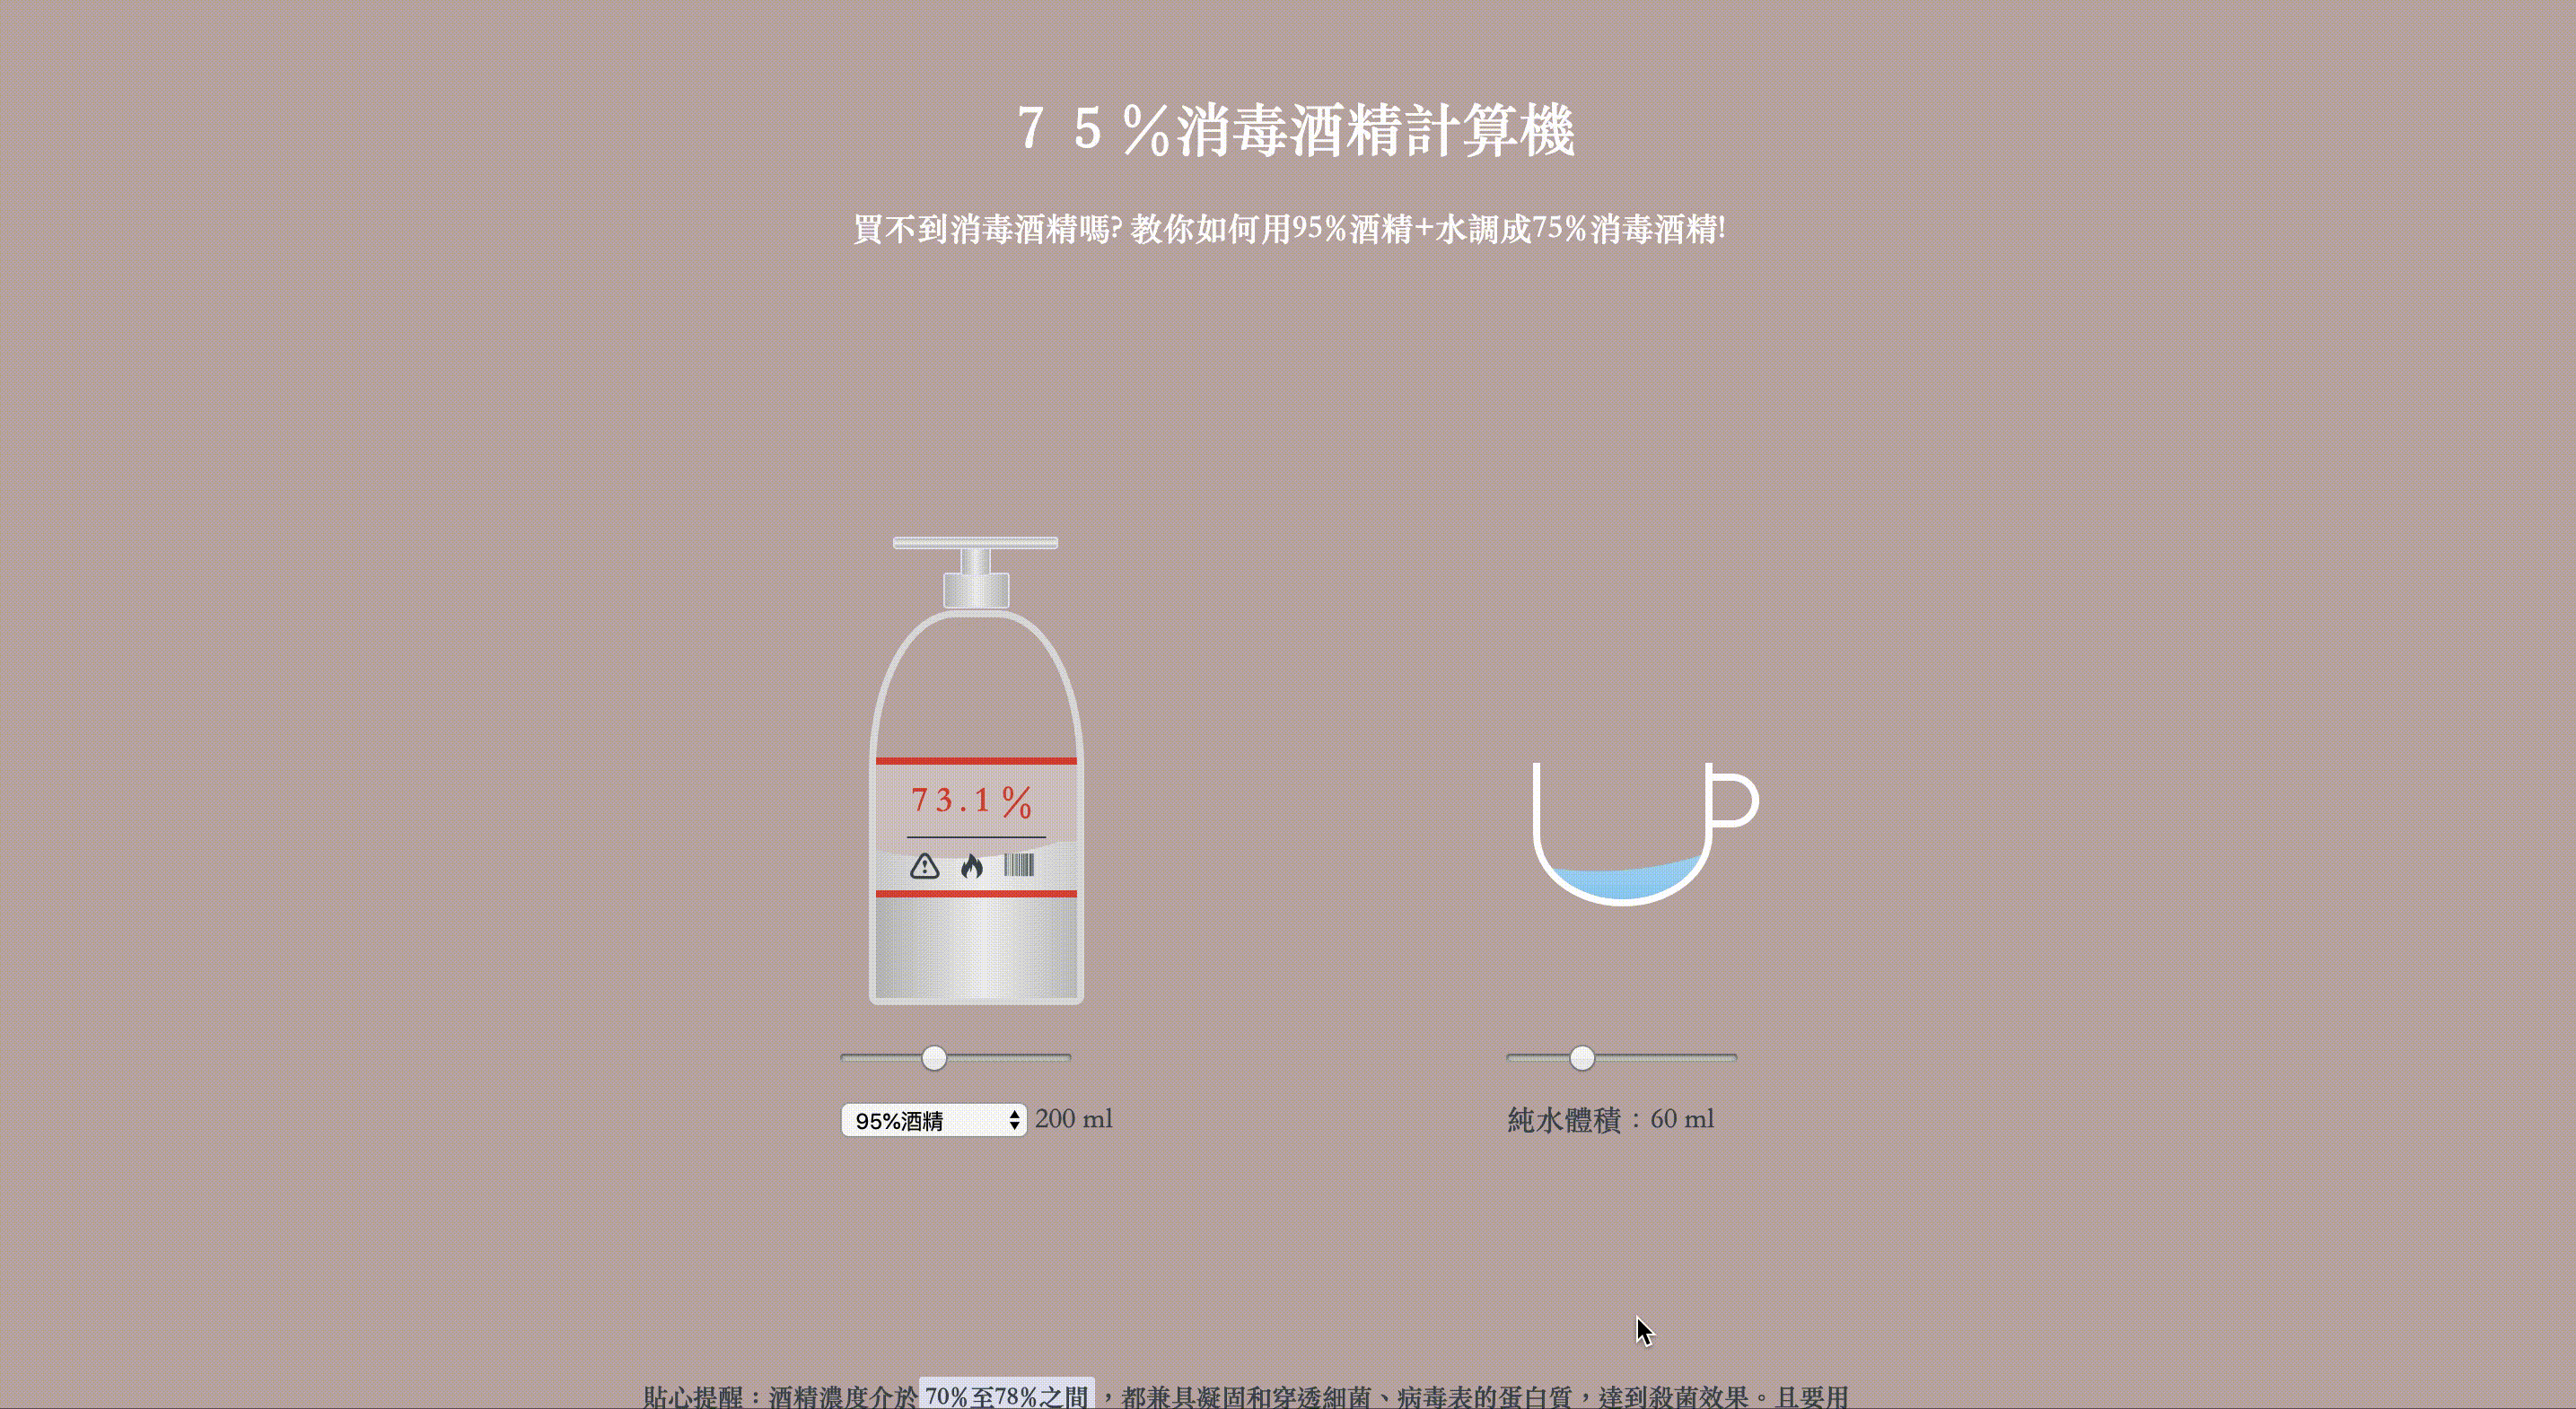 ７５％消毒酒精計算機
買不到消毒酒精嗎? 教你如何用95%酒精+水調成75%消毒酒精!
73.1%
95%酒精 200 ml
純水體積：60 ml
貼心提醒：酒精濃度介於 70%至78%之間 ，都兼具凝固和穿透細菌、病毒表的蛋白質，達到殺菌效果。且要用